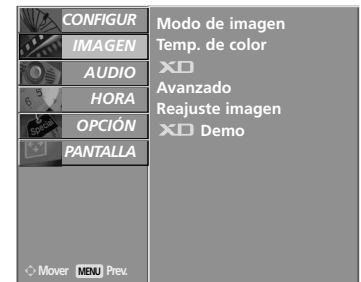 CONFIGUR
IMAGEN
AUDIO
HORA
OPCIÓN
PANTALLA
Mover MENU Prev.
Modo de imagen
Temp. de color
XD
Avanzado
Reajuste imagen
XD Demo
Special